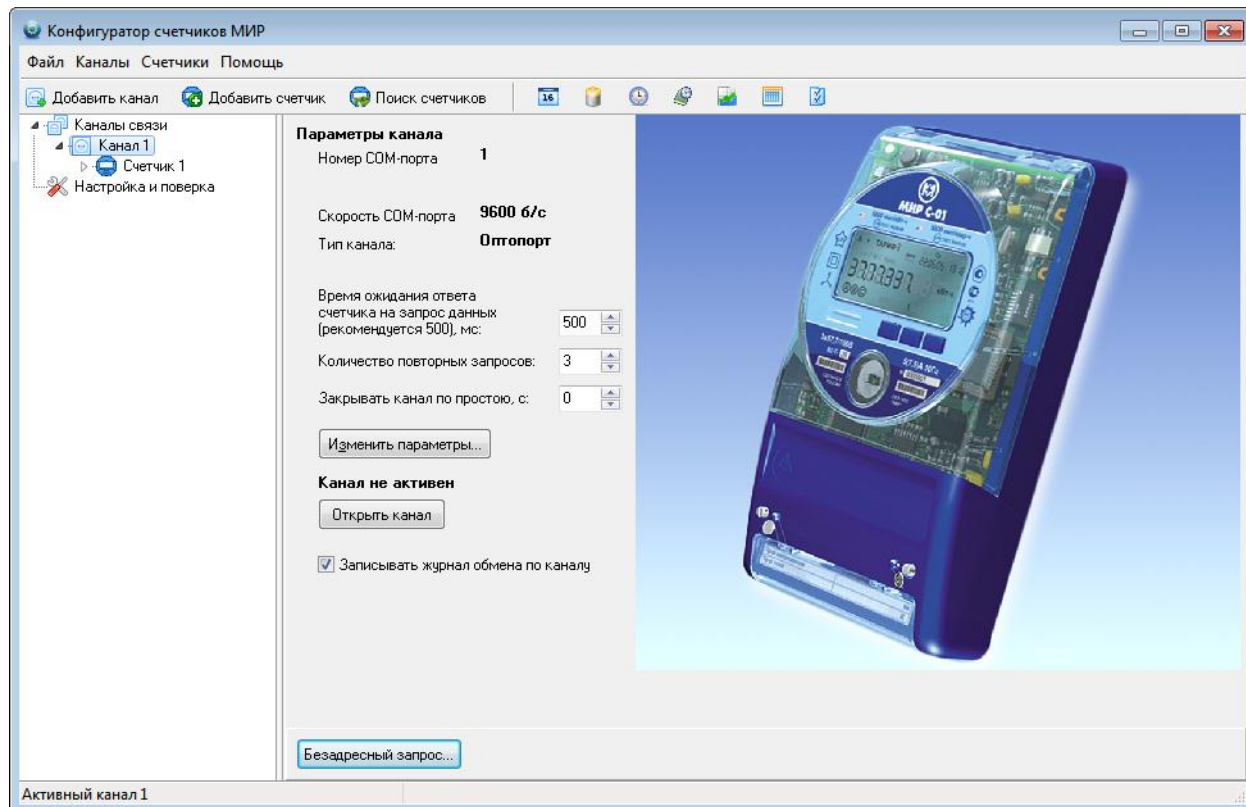 Конфигуратор счетчиков МИР
Файл Каналы Счетчики Помощь
Добавить канал Добавить счетчик Поиск счетчиков 16
Каналы связи
Канал 1
Счетчик 1
Настройка и поверка
Параметры канала
Номер COM-порта 1
Скорость COM-порта 9600 б/с
Тип канала: Оптопорт
Время ожидания ответа
счетчика на запрос данных
(рекомендуется 500), мс: 500
Количество повторных запросов: 3
Закрывать канал по простою, с: 0
Изменить параметры...
Канал не активен
Открыть канал
Записывать журнал обмена по каналу
МИР С-01
Безадресный запрос...
Активный канал 1